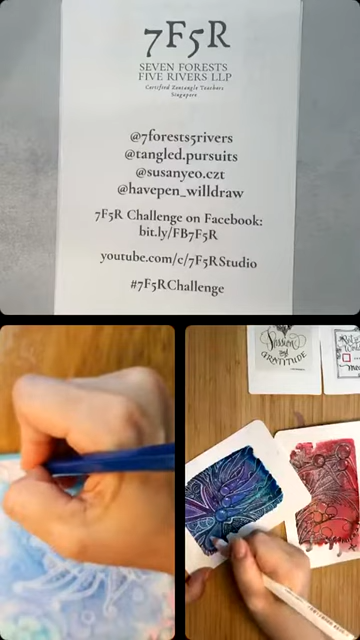 7F5R
SEVEN FORESTS
FIVE RIVERS LLP
Certified Zentangle Teachers
Singapore
@7forests5rivers
@tangled.pursuits
@susanyeo.czt
@havepen_willdraw
7F5R Challenge on Facebook:
bit.ly/FB7F5R
youtube.com/c/7F5RStudio
#7F5RChallenge
GRATITUDE